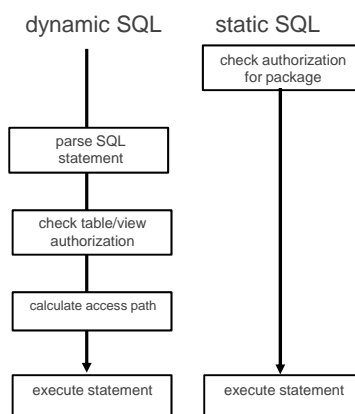 dynamic SQL
static SQL
check authorization
for package
parse SQL
statement
check table/view
authorization
calculate access path
execute statement
execute statement